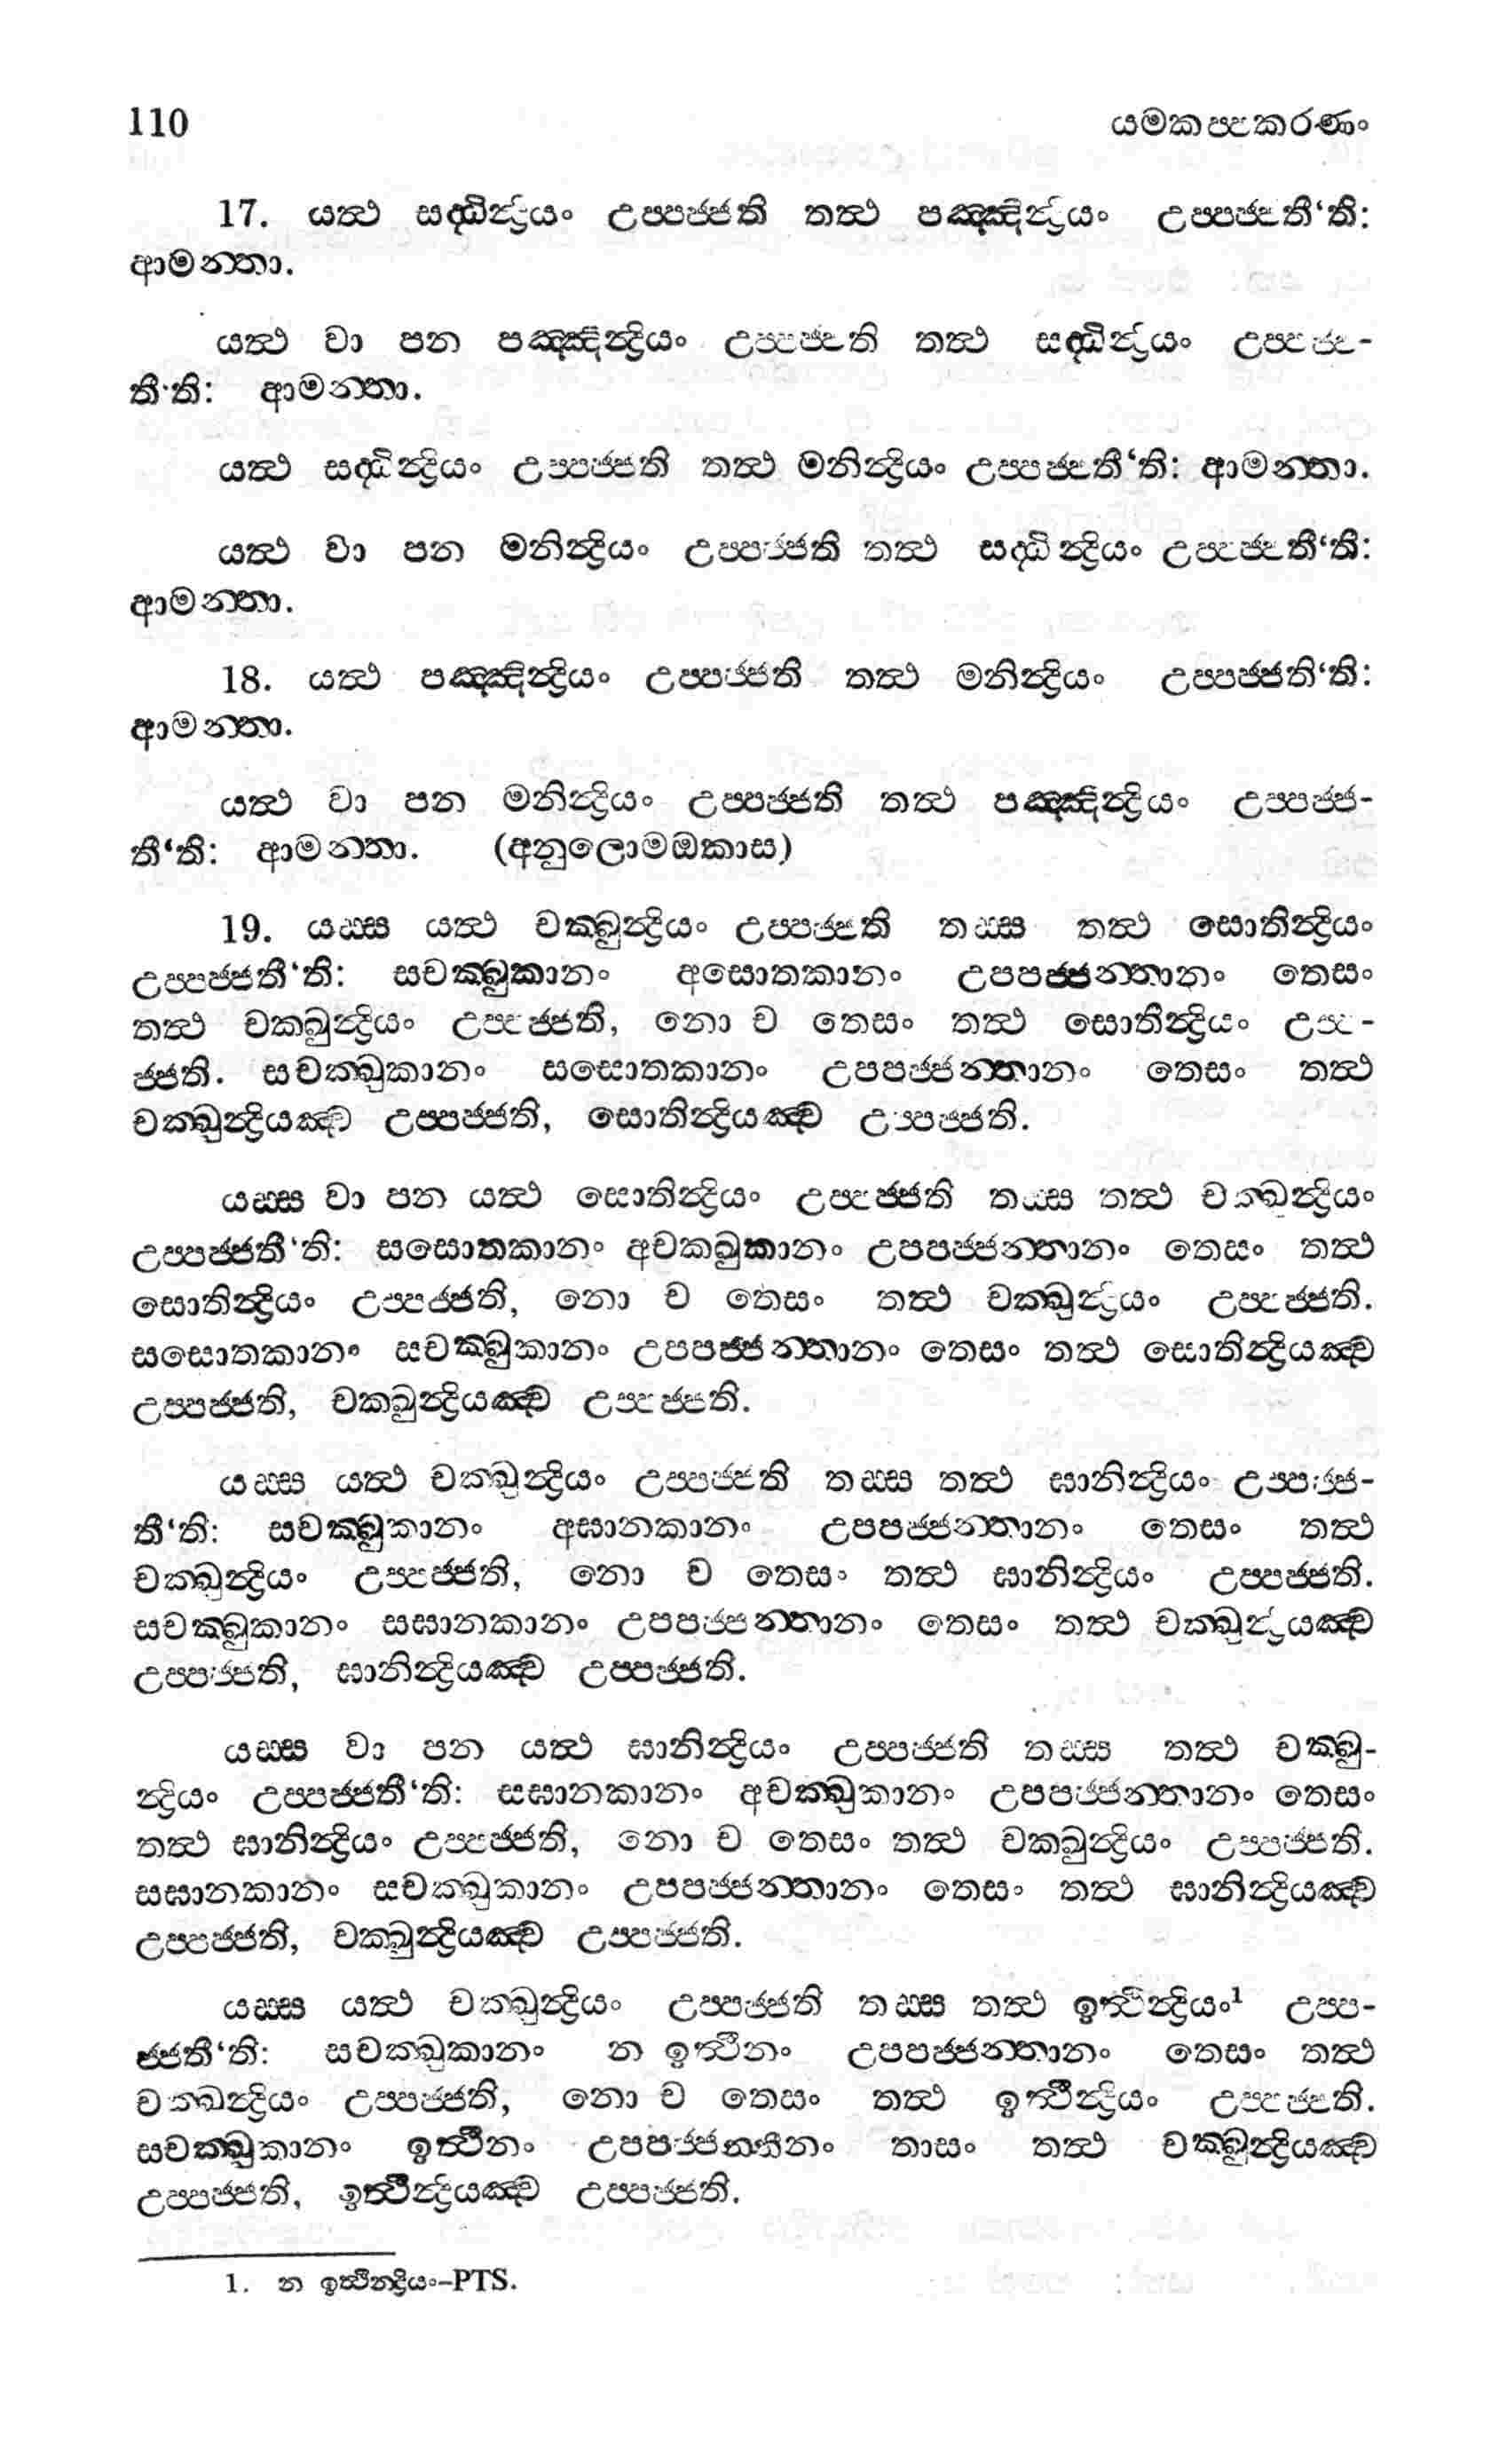 110 යමකප්පකරණං
17. යත්ථ සද්ධින්ද්‍රියං උප්පජ්ජති තත්ථ පඤ්ඤින්ද්‍රියං උප්පජ්ජතී‘ති:
ආමන්තා.
යත්ථ වා පන පඤ්ඤින්ද්‍රියං උප්පජ්ජති තත්ථ සද්ධින්ද්‍රියං උප්පජ්ජ-
තී‘ති: ආමන්තා.
යත්ථ සද්ධින්ද්‍රියං උප්පජ්ජති තත්ථ මනින්ද්‍රියං උප්පජ්ජතී‘ති: ආමන්තා.
යත්ථ වා පන මනින්ද්‍රියං උප්පජ්ජති තත්ථ සද්ධින්ද්‍රියං උප්පජ්ජතී‘තී:
ආමන්තා.
18. යත්ථ පඤ්ඤින්ද්‍රියං උප්පජ්ජති තත්ථ මනින්ද්‍රියං උප්පජ්ජති‘ති:
ආමන්තා.
යත්ථ වා පන මනින්ද්‍රියං උප්පජ්ජති තත්ථ පඤ්ඤින්ද්‍රියං උප්පජ්ජ-
තී‘ති: ආමන්තා. (අනුලොමඔකාස)
19. යස්ස යත්ථ චක්ඛුන්ද්‍රියං උප්පජ්ජති තස්ස තත්ථ සොතින්ද්‍රියං
උප්පජ්ජතී‘ති: සචක්ඛුකානං අසොතකානං උපපජ්ජන්තානං තෙසං
තත්ථ චක්ඛුන්ද්‍රියං උප්පජ්ජති, නො ච තෙසං තත්ථ සොතින්ද්‍රියං උප්ප-
ජ්ජති. සචක්ඛුකානං සසොතකානං උපපජ්ජන්තානං තෙසං තත්ථ
චක්ඛුන්ද්‍රියඤ්ච උප්පජ්ජති, සොතින්ද්‍රියඤ්ච උප්පජ්ජති.
යස්ස වා පන යත්ථ සොතින්ද්‍රියං උප්පජ්ජති තස්ස තත්ථ චක්ඛුන්ද්‍රියං
උප්පජ්ජතී‘ති: සසොතකානං අචක්ඛුකානං උපපජ්ජන්තානං තෙසං තත්ථ
සොතින්ද්‍රියං උප්පජ්ජති, නො ච තෙසං තත්ථ චක්ඛුන්ද්‍රියං උප්පජ්ජති.
සසොතකානං සචක්ඛුකානං උපපජ්ජන්තානං තෙසං තත්ථ සොතින්ද්‍රියඤ්ච
උප්පජ්ජති, චක්ඛුන්ද්‍රියඤ්ච උප්පජ්ජති.
යස්ස යත්ථ චක්ඛුන්ද්‍රියං උප්පජ්ජති තස්ස තත්ථ ඝානින්ද්‍රියං උප්පජ්ජ-
තී‘ති: සචක්ඛුකානං අඝානකානං උපපජ්ජන්තානං තෙසං තත්ථ
චක්ඛුන්ද්‍රියං උප්පජ්ජති, නො ච තෙසං තත්ථ ඝානින්ද්‍රියං උප්පජ්ජති.
සචක්ඛුකානං සඝානකානං උපපජ්ජන්තානං තෙසං තත්ථ චක්ඛුන්ද්‍රියඤ්ච
උප්පජ්ජති, ඝානින්ද්‍රියඤ්ච උප්පජ්ජති.
යස්ස වා පන යත්ථ ඝානින්ද්‍රියං උප්පජ්ජති තස්ස තත්ථ චක්ඛු-
න්ද්‍රියං උප්පජ්ජතී‘ති: සඝානකානං අචක්ඛුකානං උපපජ්ජන්තානං තෙසං
තත්ථ ඝානින්ද්‍රියං උප්පජ්ජති, නො ච තෙසං තත්ථ චක්ඛුන්ද්‍රියං උප්පජ්ජති.
සඝානකානං සචක්ඛුකානං උපපජ්ජන්තානං තෙසං තත්ථ ඝානින්ද්‍රියඤ්ච
උප්පජ්ජති, චක්ඛුන්ද්‍රියඤ්ච උප්පජ්ජති.
යස්ස යත්ථ චක්ඛුන්ද්‍රියං උප්පජ්ජති තස්ස තත්ථ ඉත්ථින්ද්‍රියං¹ උප්ප-
ජ්ජතී‘ති: සචක්ඛුකානං න ඉත්ථීනං උපපජ්ජන්තානං තෙසං තත්ථ
චක්ඛුන්ද්‍රියං උප්පජ්ජති, නො ච තෙසං තත්ථ ඉත්ථින්ද්‍රියං උප්පජ්ජති.
සචක්ඛුකානං ඉත්ථීනං උපපජ්ජන්තීනං තාසං තත්ථ චක්ඛුන්ද්‍රියඤ්ච
උප්පජ්ජති, ඉත්ථින්ද්‍රියඤ්ච උප්පජ්ජති.
1. න ඉත්ථින්ද්‍රියං-PTS.